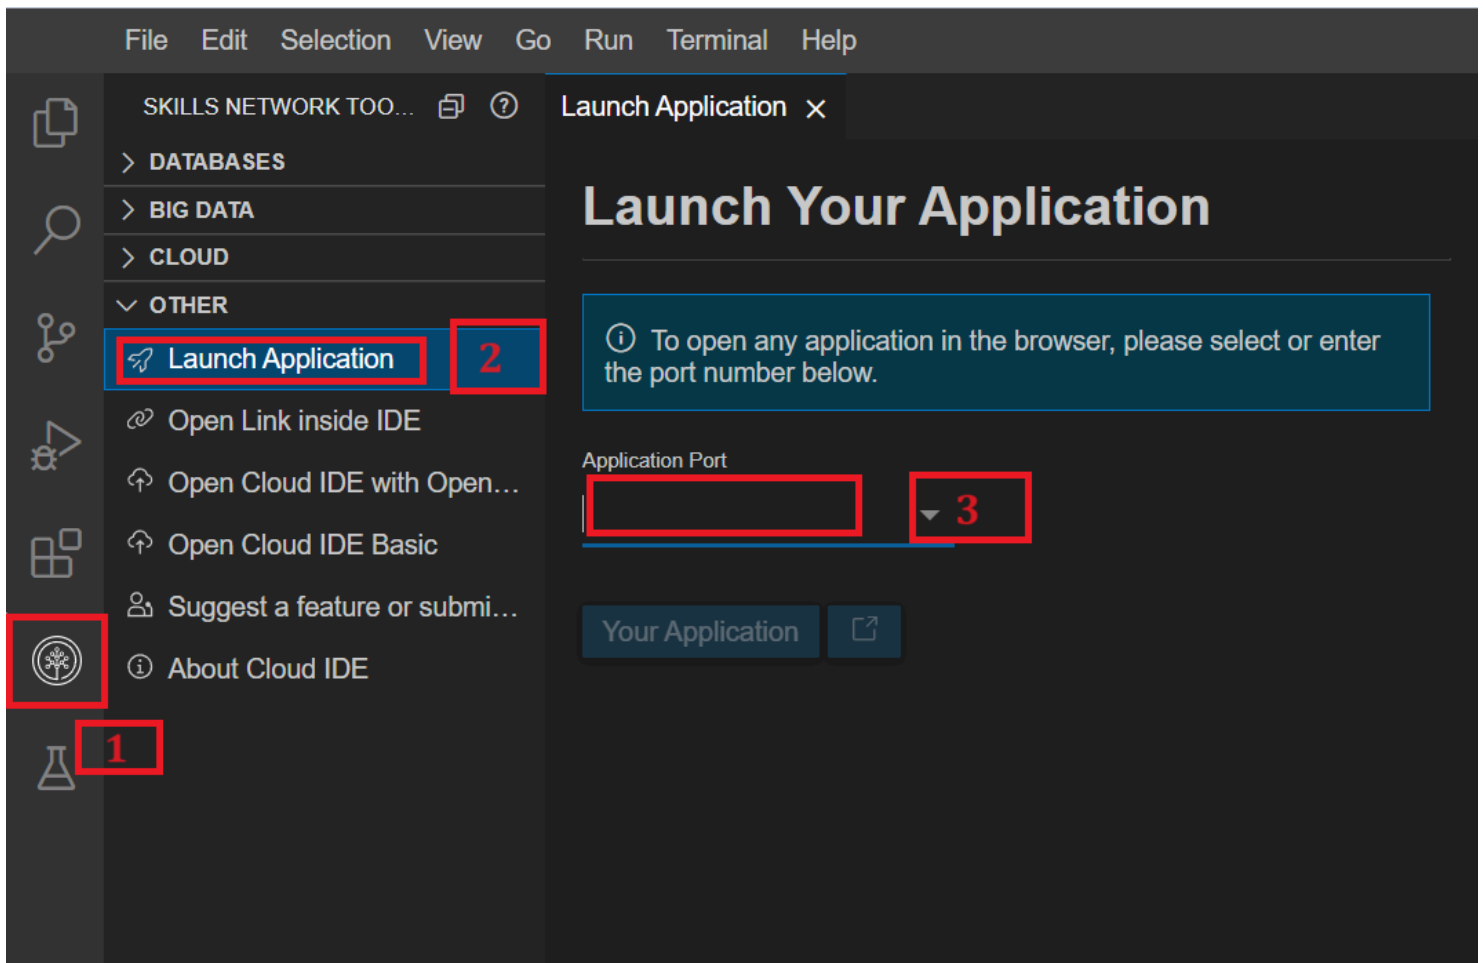 File Edit Selection View Go Run Terminal Help
SKILLS NETWORK TOO...
Launch Application
DATABASES
BIG DATA
CLOUD
OTHER
Launch Application
2
Open Link inside IDE
Open Cloud IDE with Open...
Open Cloud IDE Basic
Suggest a feature or submi...
About Cloud IDE
1
Launch Your Application
To open any application in the browser, please select or enter
the port number below.
Application Port
3
Your Application